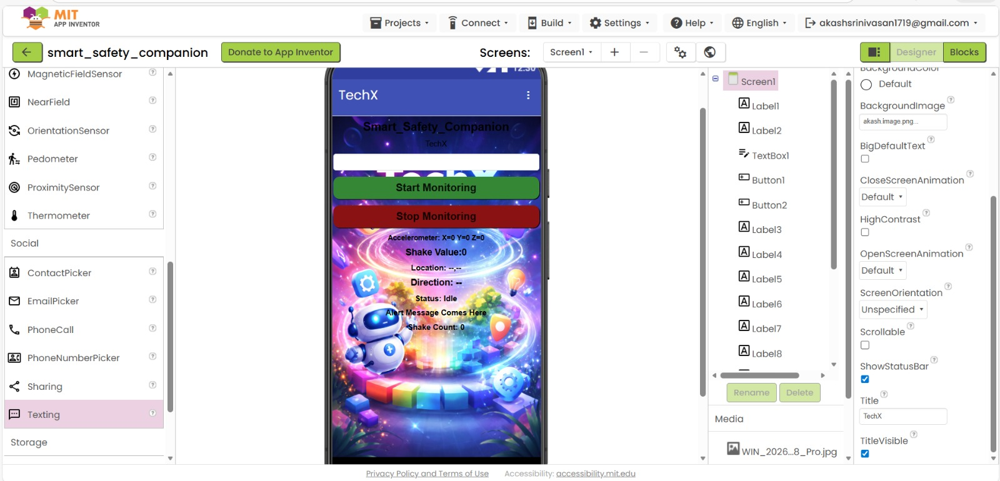 MIT
APP INVENTOR
Projects
Connect
Build
Settings
Help
English
akashsrinivasan1719@gmail.com
smart_safety_companion
Donate to App Inventor
Screens:
Screen1
Designer
Blocks
MagneticFieldSensor
NearField
OrientationSensor
Pedometer
ProximitySensor
Thermometer
Social
ContactPicker
EmailPicker
PhoneCall
PhoneNumberPicker
Sharing
Texting
Storage
12:30
TechX
Smart_Safety_Companion
TechX
TechX
Start Monitoring
Stop Monitoring
Accelerometer: X=0 Y=0 Z=0
Shake Value:0
Location: --,--
Direction: --
Status: Idle
Alert Message Comes Here
Shake Count: 0
Screen1
Label1
Label2
TextBox1
Button1
Button2
Label3
Label4
Label5
Label6
Label7
Label8
Rename
Delete
Media
WIN_2026...8_Pro.jpg
BackgroundColor
Default
BackgroundImage
akash.image.png...
BigDefaultText
CloseScreenAnimation
Default
HighContrast
OpenScreenAnimation
Default
ScreenOrientation
Unspecified
Scrollable
ShowStatusBar
Title
TechX
TitleVisible
Privacy Policy and Terms of Use
Accessibility: accessibility.mit.edu